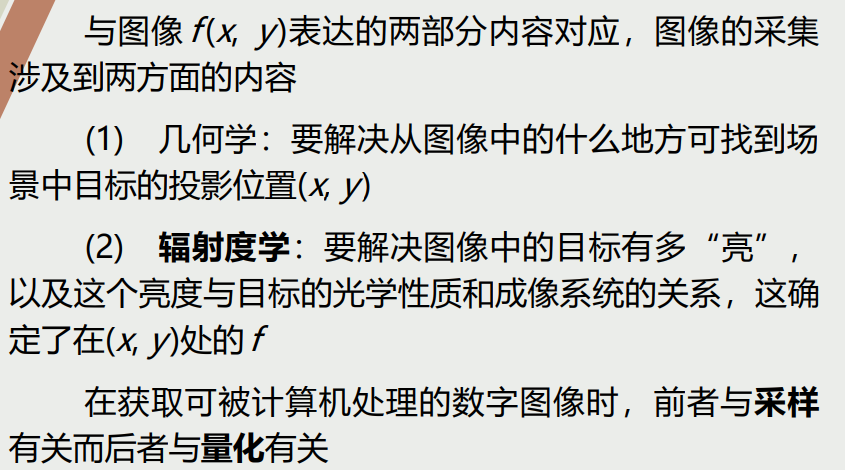 与图像 f(x, y)表达的两部分内容对应，图像的采集
涉及到两方面的内容
(1) 几何学：要解决从图像中的什么地方可找到场
景中目标的投影位置(x, y)
(2) 辐射度学：要解决图像中的目标有多“亮”，
以及这个亮度与目标的光学性质和成像系统的关系，这确
定了在(x, y)处的 f
在获取可被计算机处理的数字图像时，前者与采样
有关而后者与量化有关